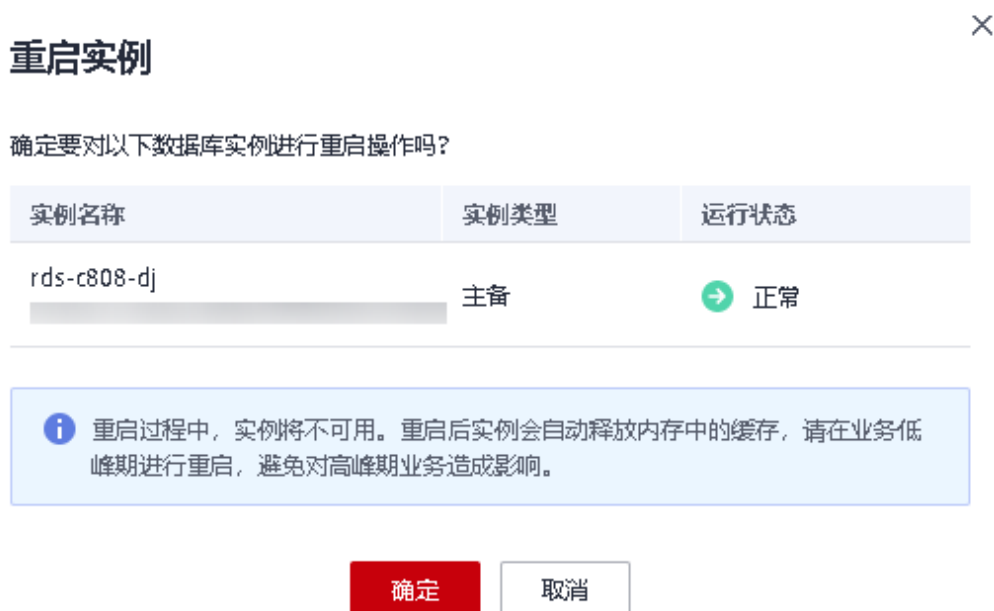 重启实例
确定要对以下数据库实例进行重启操作吗?
实例名称 实例类型 运行状态
rds-c808-dj
主备 正常
重启过程中，实例将不可用。重启后实例会自动释放内存中的缓存，请在业务低
峰期进行重启，避免对高峰期业务造成影响。
确定 取消